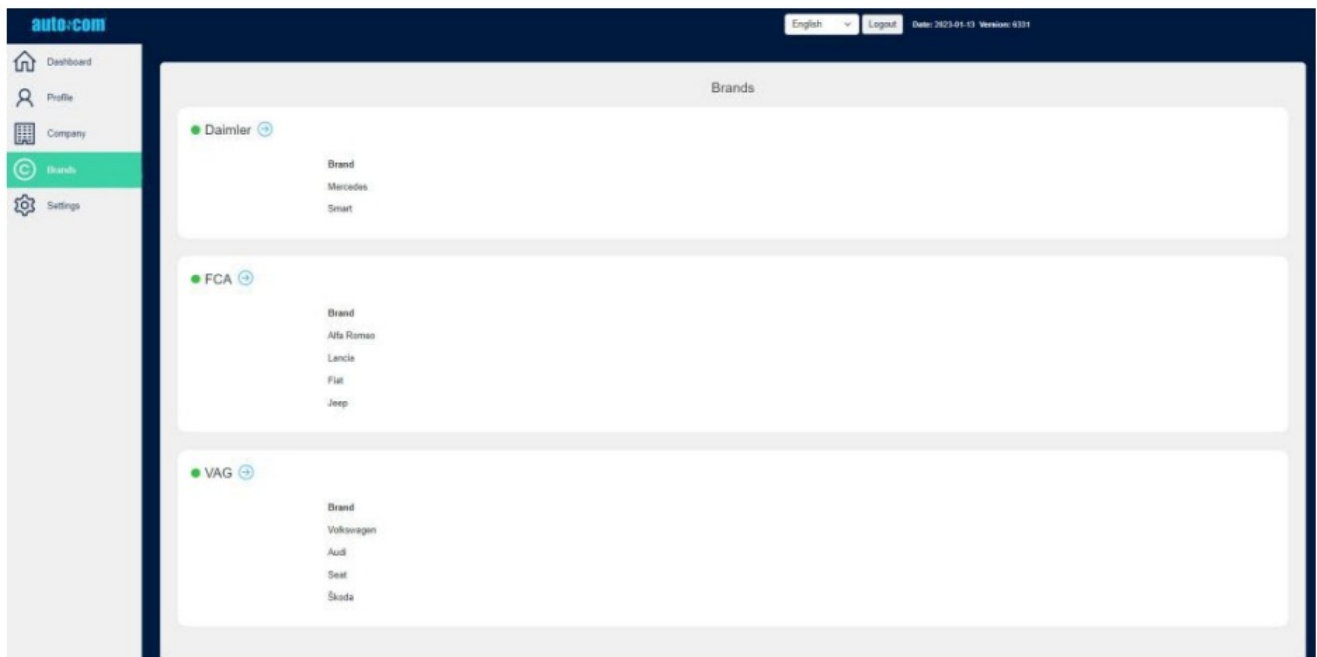 auto:com
English
Logout
Date: 2023-01-13 Version: 6331
Dashboard
Profile
Company
Brands
Settings
Brands
Daimler
Brand
Mercedes
Smart
FCA
Brand
Alfa Romeo
Lancia
Fiat
Jeep
VAG
Brand
Volkswagen
Audi
Seat
Škoda